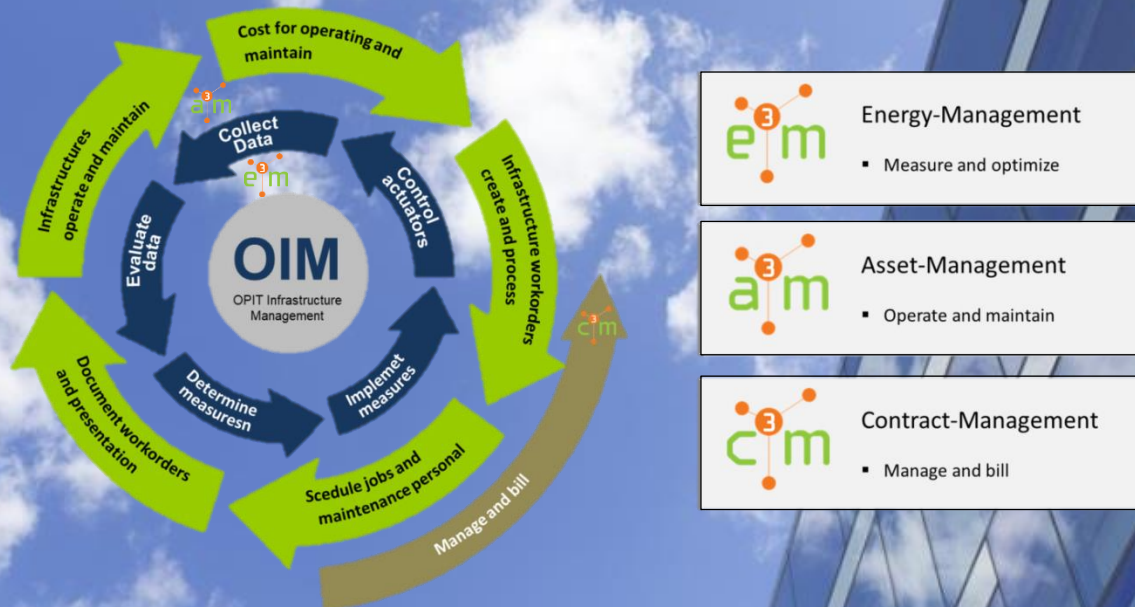 Cost for operating and
maintain
Infrastructures
operate and maintain
a3m
Collect
Data
e3m
Control
actuators
Infrastructure workorders
create and process
Evaluate
data
OIM
OPIT Infrastructure
Management
c3m
Determine
measuresn
Implemet
measures
Document workorders
and presentation
Scedule jobs and
maintenance personal
Manage and bill
e3m
Energy-Management
▪ Measure and optimize
a3m
Asset-Management
▪ Operate and maintain
c3m
Contract-Management
▪ Manage and bill